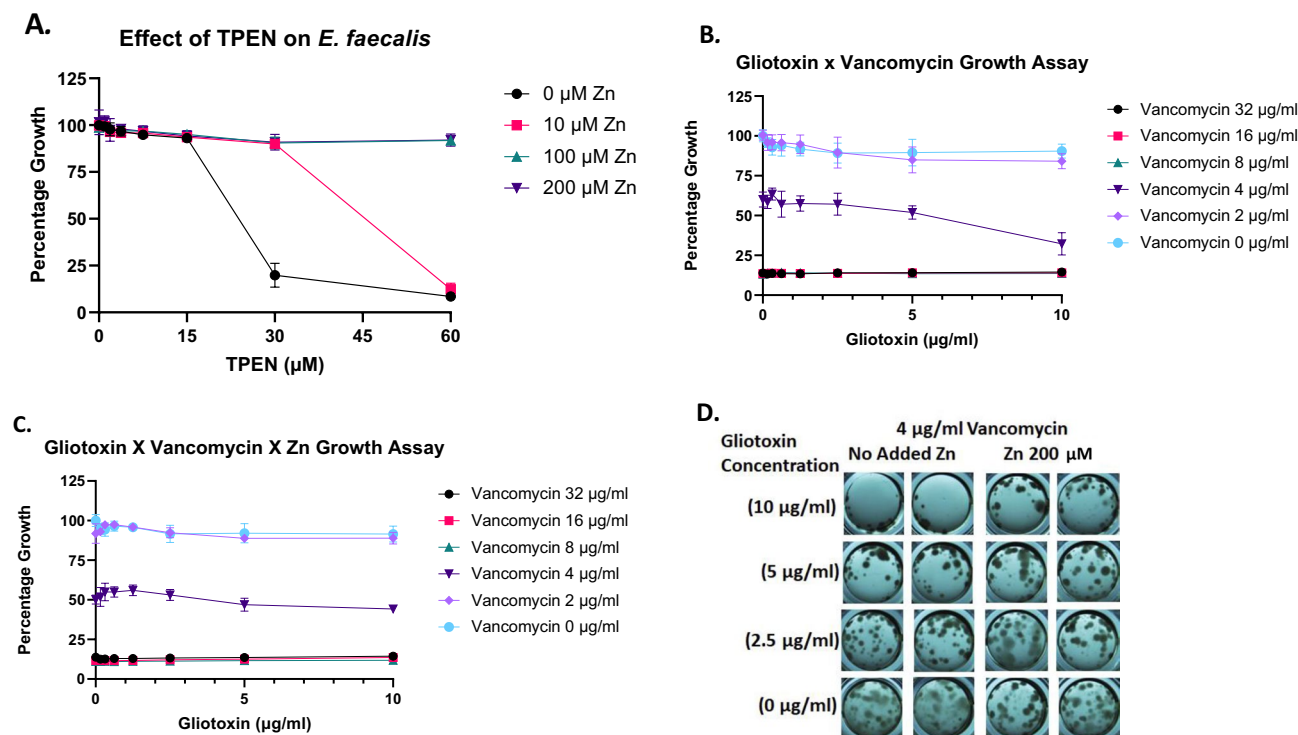 A.
Effect of TPEN on E. faecalis
Percentage Growth
125
100
75
50
25
0
0 15 30 45 60
TPEN (µM)
0 µM Zn
10 µM Zn
100 µM Zn
200 µM Zn
B.
Gliotoxin x Vancomycin Growth Assay
Percentage Growth
125
100
75
50
25
0
0 5 10
Gliotoxin (µg/ml)
Vancomycin 32 µg/ml
Vancomycin 16 µg/ml
Vancomycin 8 µg/ml
Vancomycin 4 µg/ml
Vancomycin 2 µg/ml
Vancomycin 0 µg/ml
C.
Gliotoxin X Vancomycin X Zn Growth Assay
Percentage Growth
125
100
75
50
25
0
0 5 10
Gliotoxin (µg/ml)
Vancomycin 32 µg/ml
Vancomycin 16 µg/ml
Vancomycin 8 µg/ml
Vancomycin 4 µg/ml
Vancomycin 2 µg/ml
Vancomycin 0 µg/ml
D.
4 µg/ml Vancomycin
Gliotoxin
Concentration
No Added Zn Zn 200 µM
(10 µg/ml)
(5 µg/ml)
(2.5 µg/ml)
(0 µg/ml)